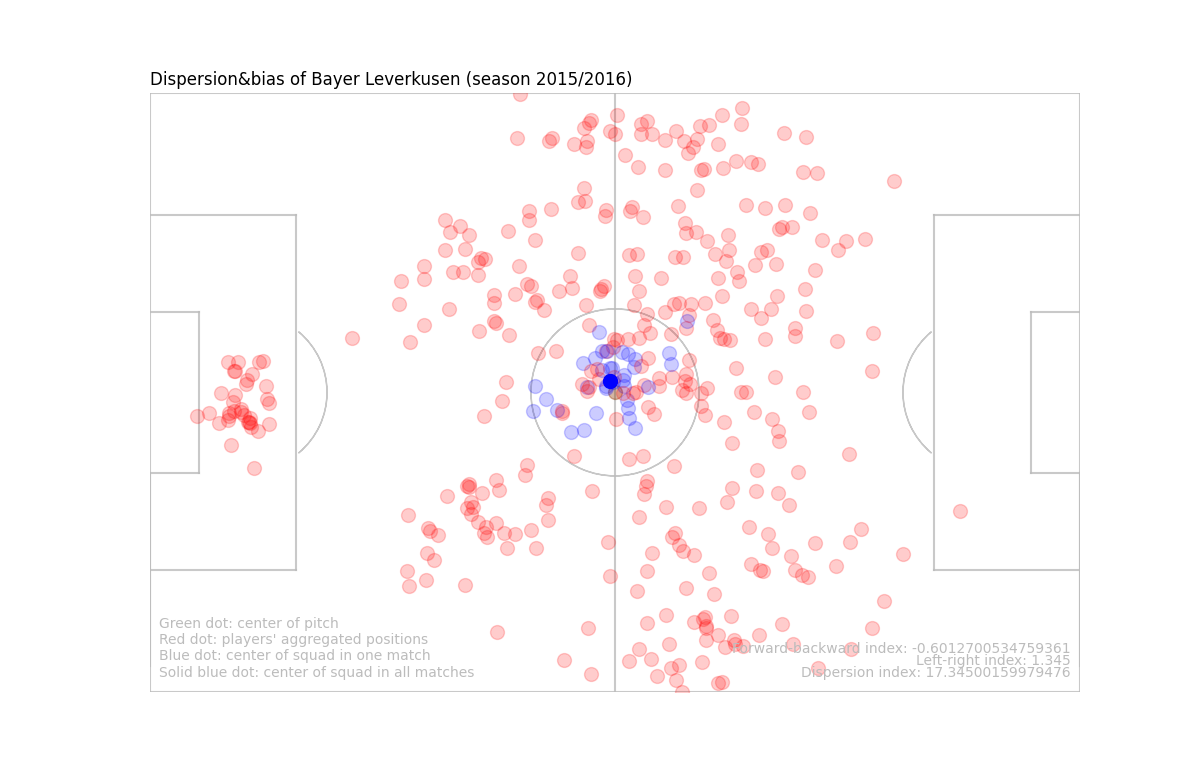 Dispersion&bias of Bayer Leverkusen (season 2015/2016)
Green dot: center of pitch
Red dot: players' aggregated positions
Blue dot: center of squad in one match
Solid blue dot: center of squad in all matches
Forward-backward index: -0.6012700534759361
Left-right index: 1.345
Dispersion index: 17.34500159979476